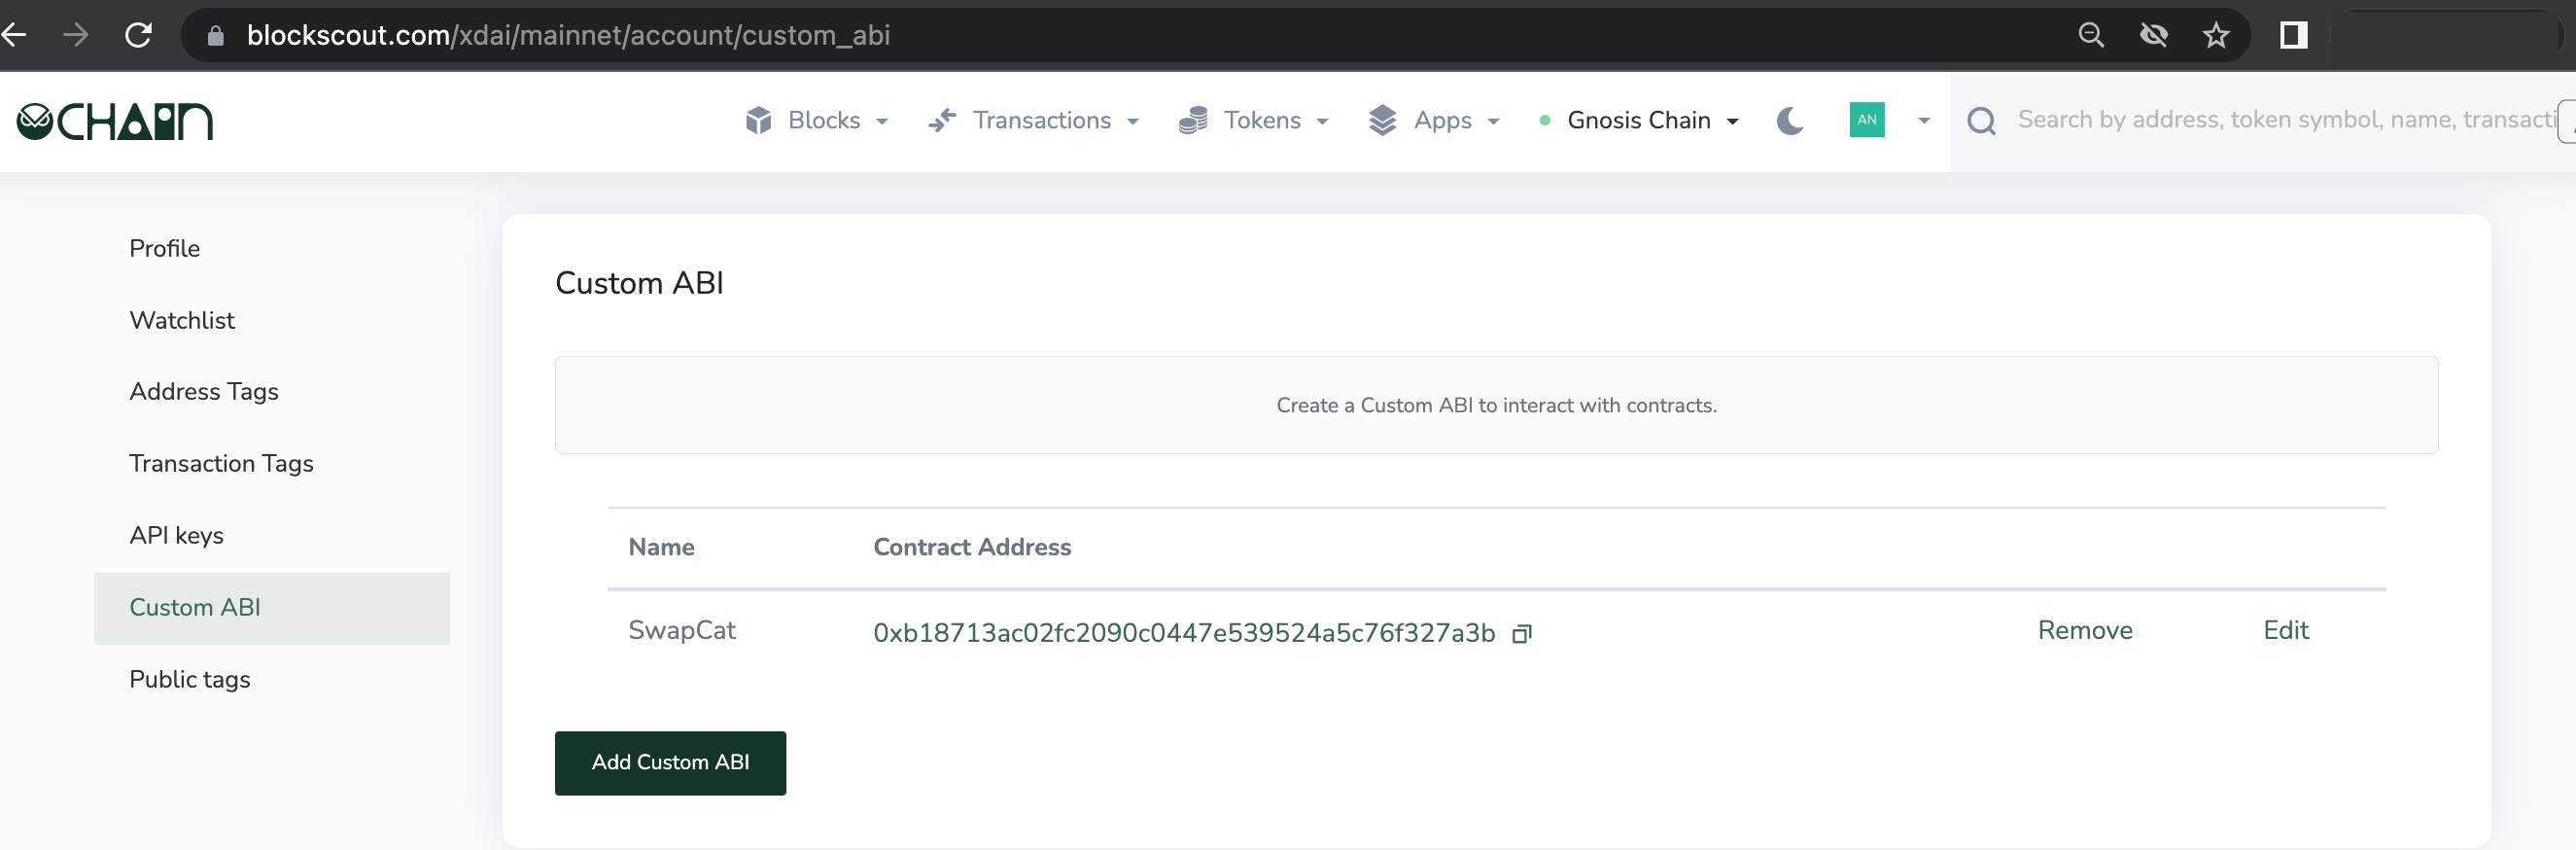 blockscout.com/xdai/mainnet/account/custom_abi
CHAIN
Blocks
Transactions
Tokens
Apps
Gnosis Chain
AN
Search by address, token symbol, name, transacti
Profile
Watchlist
Address Tags
Transaction Tags
API keys
Custom ABI
Public tags
Custom ABI
Create a Custom ABI to interact with contracts.
Name Contract Address
SwapCat 0xb18713ac02fc2090c0447e539524a5c76f327a3b Remove Edit
Add Custom ABI